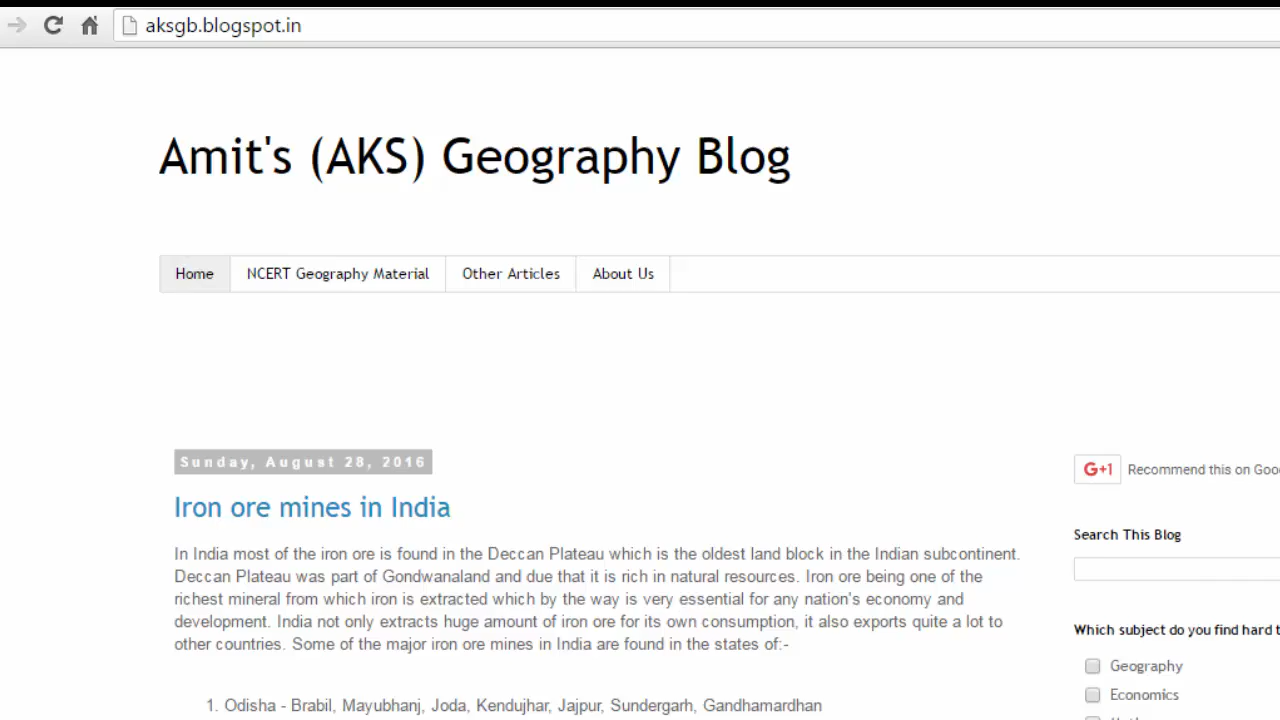 aksgb.blogspot.in
Amit's (AKS) Geography Blog
Home NCERT Geography Material Other Articles About Us
Sunday, August 28, 2016
Iron ore mines in India
In India most of the iron ore is found in the Deccan Plateau which is the oldest land block in the Indian subcontinent.
Deccan Plateau was part of Gondwanaland and due that it is rich in natural resources. Iron ore being one of the
richest mineral from which iron is extracted which by the way is very essential for any nation's economy and
development. India not only extracts huge amount of iron ore for its own consumption, it also exports quite a lot to
other countries. Some of the major iron ore mines in India are found in the states of:-
1. Odisha - Brabil, Mayubhanj, Joda, Kendujhar, Jajpur, Sundergarh, Gandhamardhan
G+1 Recommend this on Goo
Search This Blog
Which subject do you find hard t
Geography
Economics